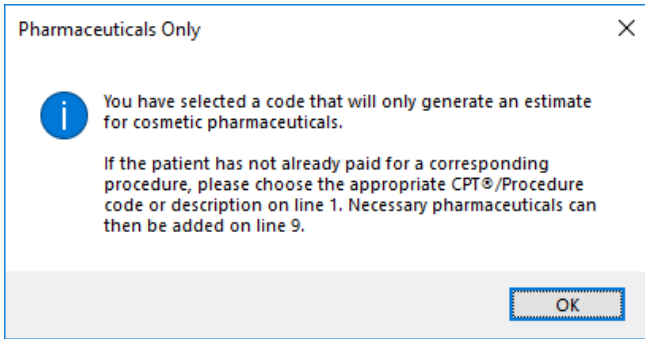 Pharmaceuticals Only
You have selected a code that will only generate an estimate
for cosmetic pharmaceuticals.
If the patient has not already paid for a corresponding
procedure, please choose the appropriate CPT®/Procedure
code or description on line 1. Necessary pharmaceuticals can
then be added on line 9.
OK